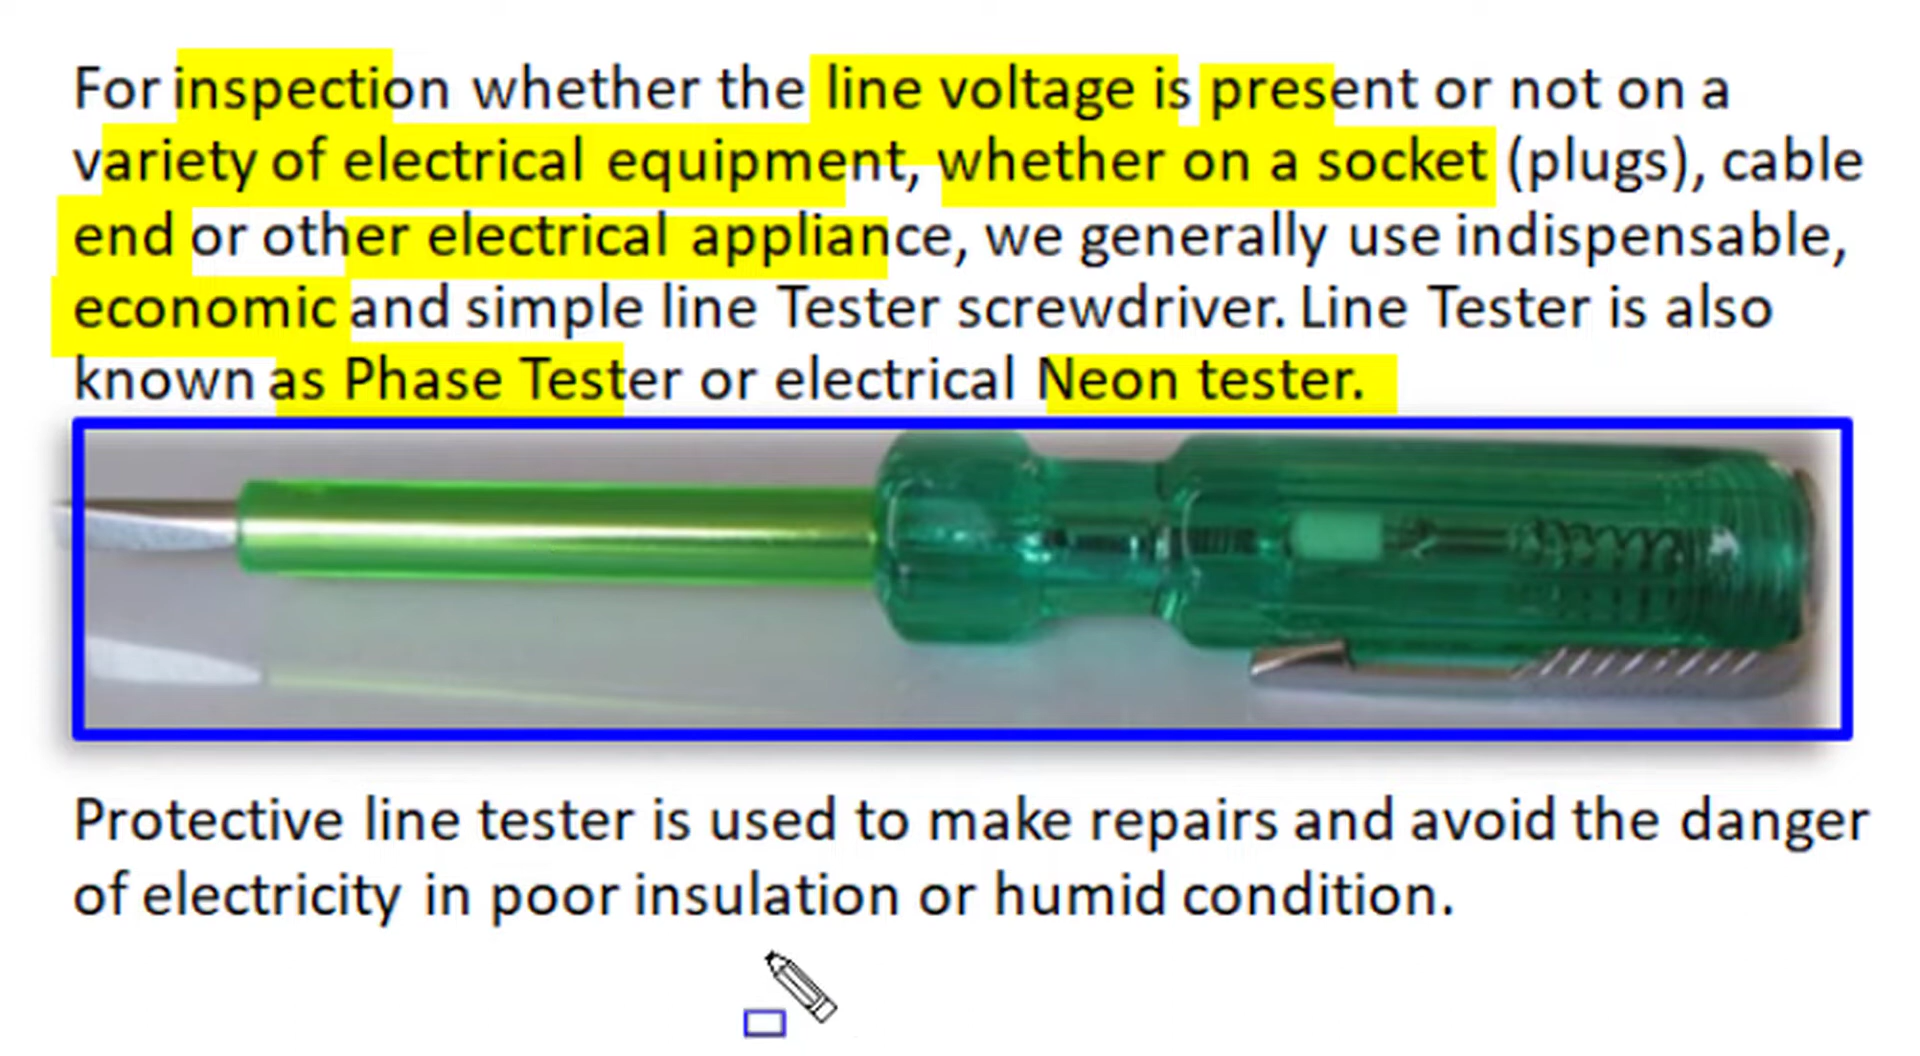 For inspection whether the line voltage is present or not on a
variety of electrical equipment, whether on a socket (plugs), cable
end or other electrical appliance, we generally use indispensable,
economic and simple line Tester screwdriver. Line Tester is also
known as Phase Tester or electrical Neon tester.
Protective line tester is used to make repairs and avoid the danger
of electricity in poor insulation or humid condition.